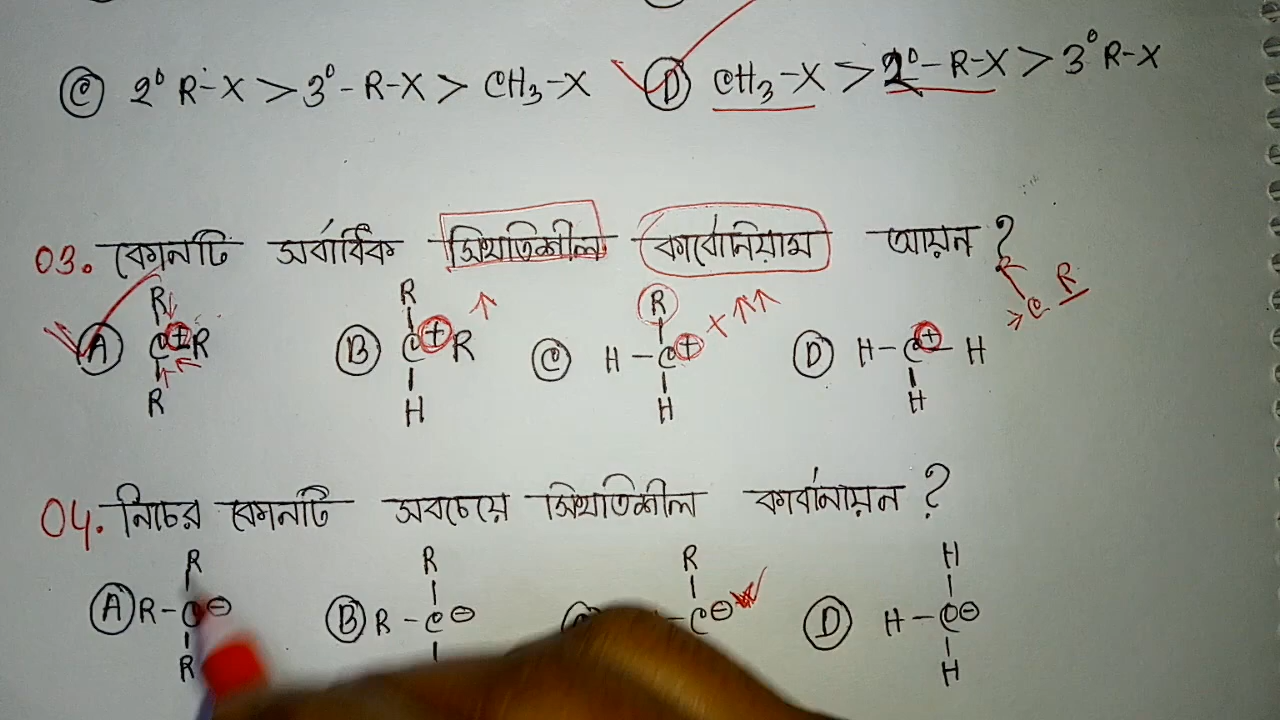 Ⓒ 2° R-X > 3°-R-X > CH₃-X Ⓓ CH₃-X > 2°-R-X > 3° R-X
03. কোনটি সর্বাধিক স্থিতিশীল কার্বোনিয়াম আয়ন ?
R R R > C R
Ⓐ C ⊕ R Ⓑ C ⊕ R Ⓒ H - C ⊕ + ↑↑↑ Ⓓ H - C ⊕ - H
R H H H
04. নিচের কোনটি সবচেয়ে স্থিতিশীল কার্বানায়ন ?
R R R H
Ⓐ R - C ⊖ Ⓑ R - C ⊖ C ⊖ Ⓓ H - C ⊖
R H